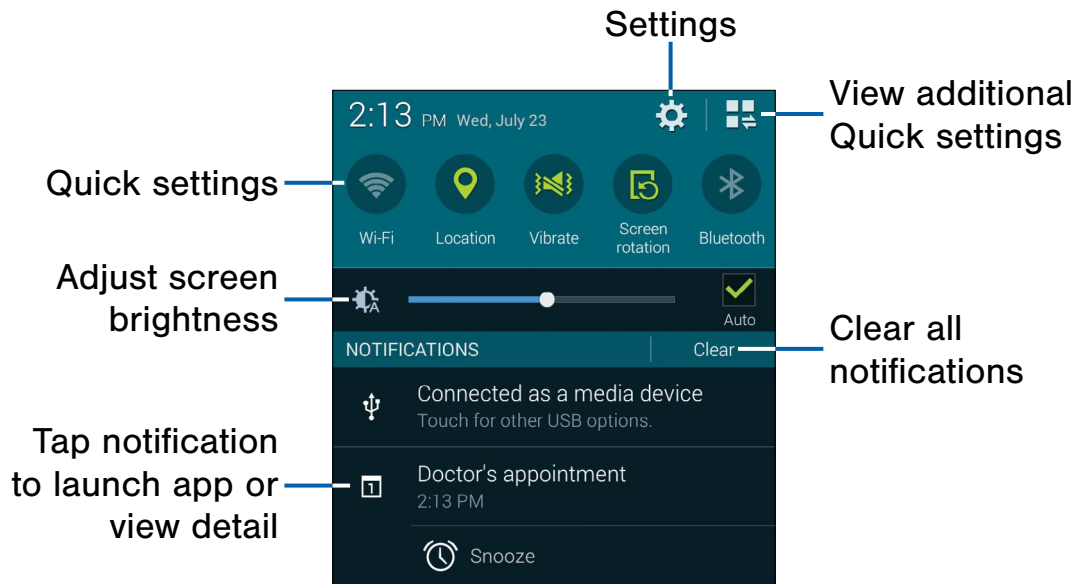 Settings
View additional
Quick settings
2:13 PM Wed, July 23
Quick settings
Wi-Fi
Location
Vibrate
Screen
rotation
Bluetooth
Adjust screen
brightness
A
Auto
NOTIFICATIONS
Clear
Clear all
notifications
Connected as a media device
Touch for other USB options.
Tap notification
to launch app or
view detail
1
Doctor's appointment
2:13 PM
Snooze